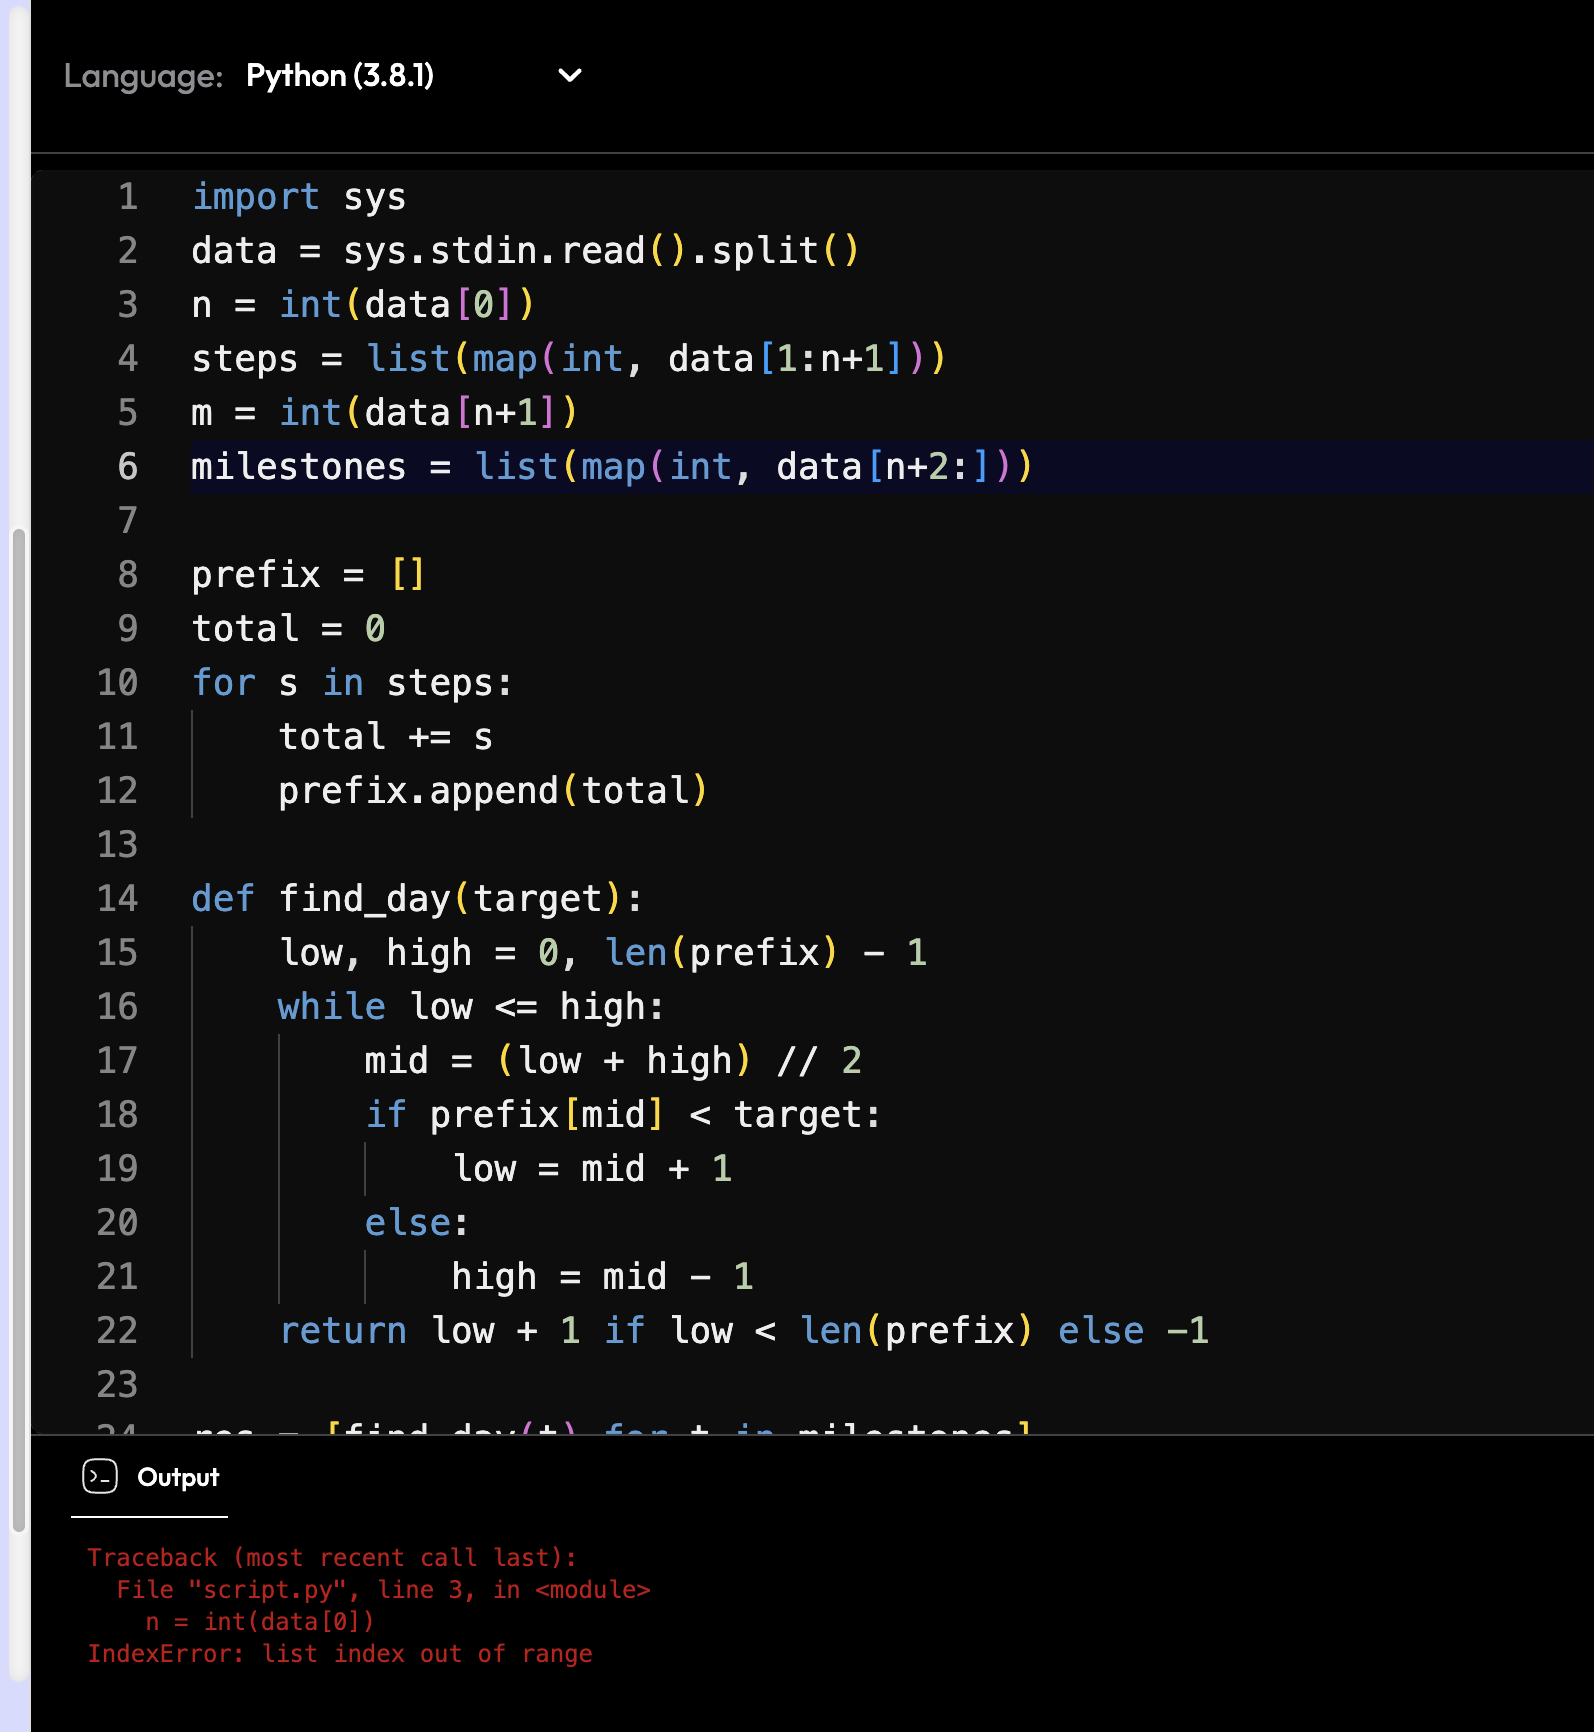 Language: Python (3.8.1)
1 import sys
2 data = sys.stdin.read().split()
3 n = int(data[0])
4 steps = list(map(int, data[1:n+1]))
5 m = int(data[n+1])
6 milestones = list(map(int, data[n+2:]))
7
8 prefix = []
9 total = 0
10 for s in steps:
11     total += s
12     prefix.append(total)
13
14 def find_day(target):
15     low, high = 0, len(prefix) - 1
16     while low <= high:
17         mid = (low + high) // 2
18         if prefix[mid] < target:
19             low = mid + 1
20         else:
21             high = mid - 1
22     return low + 1 if low < len(prefix) else -1
23
24 res = [find_day(t) for t in milestones]
Output
Traceback (most recent call last):
  File "script.py", line 3, in <module>
    n = int(data[0])
IndexError: list index out of range